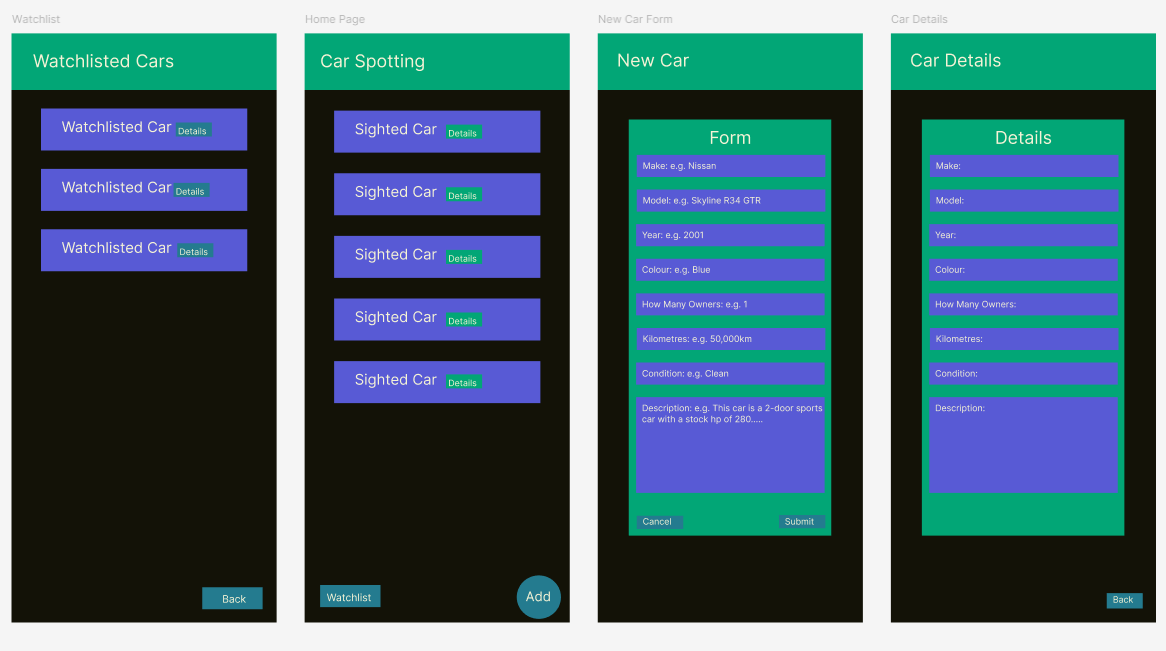 Watchlist
Watchlisted Cars
Watchlisted Car Details
Watchlisted Car Details
Watchlisted Car Details
Back
Home Page
Car Spotting
Sighted Car Details
Sighted Car Details
Sighted Car Details
Sighted Car Details
Sighted Car Details
Watchlist
Add
New Car Form
New Car
Form
Make: e.g. Nissan
Model: e.g. Skyline R34 GTR
Year: e.g. 2001
Colour: e.g. Blue
How Many Owners: e.g. 1
Kilometres: e.g. 50,000km
Condition: e.g. Clean
Description: e.g. This car is a 2-door sports
car with a stock hp of 280.....
Cancel
Submit
Car Details
Car Details
Details
Make:
Model:
Year:
Colour:
How Many Owners:
Kilometres:
Condition:
Description:
Back